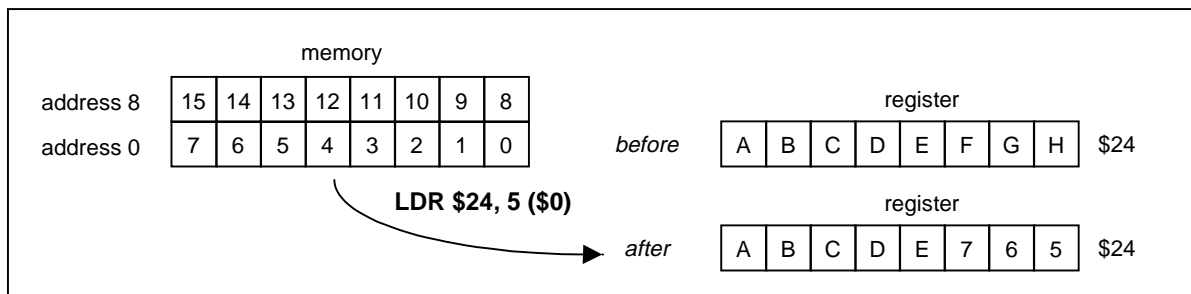 memory
address 8 15 14 13 12 11 10 9 8
register
address 0 7 6 5 4 3 2 1 0
before A B C D E F G H $24
LDR $24, 5 ($0)
register
after A B C D E 7 6 5 $24